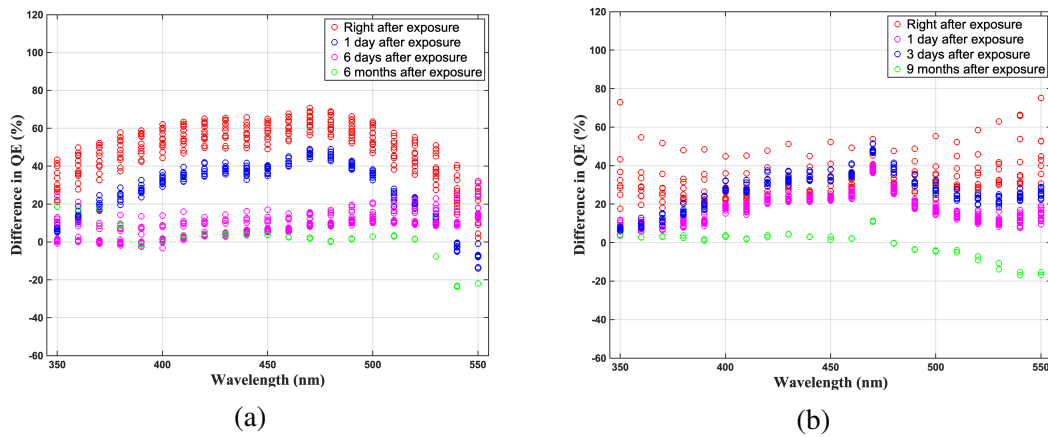 120
100
80
60
40
20
0
-20
-40
-60
350
400
450
500
550
Difference in QE (%)
Wavelength (nm)
Right after exposure
1 day after exposure
6 days after exposure
6 months after exposure
(a)
120
100
80
60
40
20
0
-20
-40
-60
350
400
450
500
550
Difference in QE (%)
Wavelength (nm)
Right after exposure
1 day after exposure
3 days after exposure
9 months after exposure
(b)